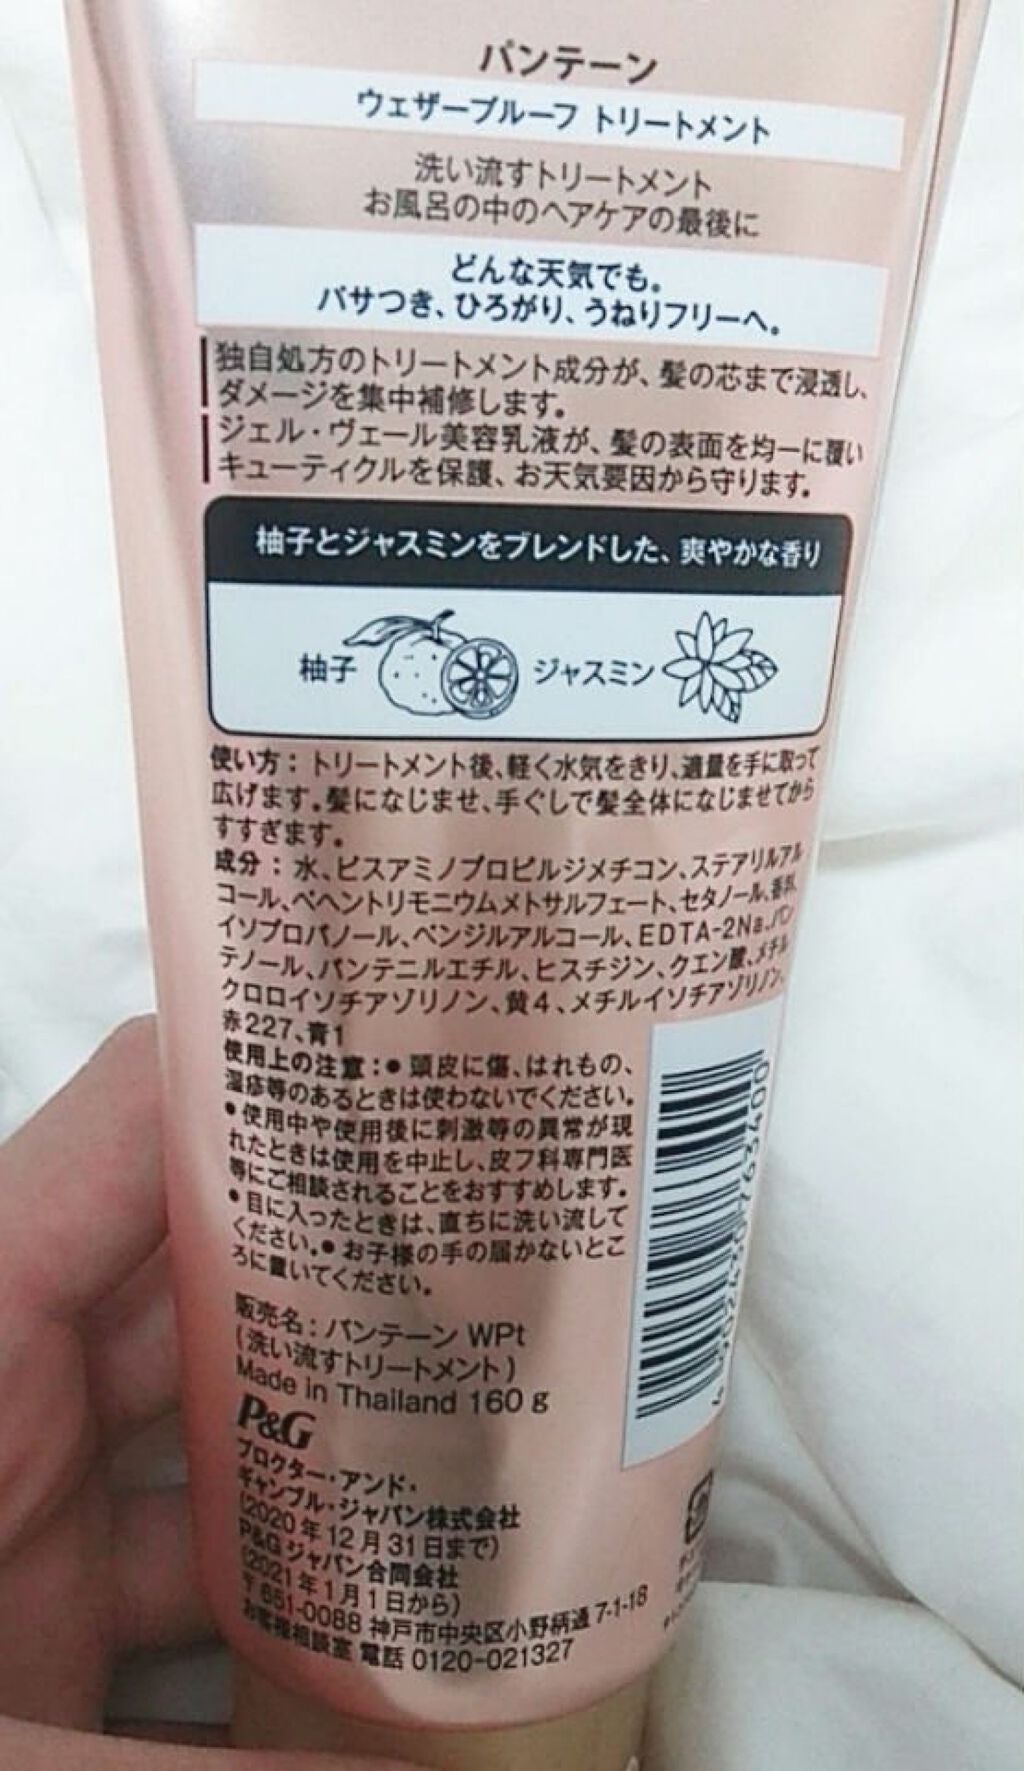 パンテーン
ウェザープルーフ トリートメント
洗い流すトリートメント
お風呂の中のヘアケアの最後に
どんな天気でも。
パサつき、ひろがり、うねりフリーへ。
独自処方のトリートメント成分が、髪の芯まで浸透し、
ダメージを集中補修します。
ジェル・ヴェール美容乳液が、髪の表面を均一に覆い
キューティクルを保護、お天気要因から守ります。
柚子とジャスミンをブレンドした、爽やかな香り
柚子 ジャスミン
使い方：トリートメント後、軽く水気をきり、適量を手に取って
広げます。髪になじませ、手ぐしで髪全体になじませてから
すすぎます。
成分：水、ビスアミノプロピルジメチコン、ステアリルアル
コール、ベヘントリモニウムメトサルフェート、セタノール、香料、
イソプロパノール、ベンジルアルコール、EDTA-2Na、パン
テノール、パンテニルエチル、ヒスチジン、クエン酸、メチル
クロロイソチアゾリノン、黄4、メチルイソチアゾリノン、
赤227、青1
使用上の注意：●頭皮に傷、はれもの、
湿疹等のあるときは使わないでください。
●使用中や使用後に刺激等の異常が現
れたときは使用を中止し、皮フ科専門医
等にご相談されることをおすすめします。
●目に入ったときは、直ちに洗い流して
ください。●お子様の手の届かないとこ
ろに置いてください。
販売名：パンテーン WPt
(洗い流すトリートメント)
Made in Thailand 160 g
P&G
プロクター・アンド・
ギャンブル・ジャパン株式会社
(2020年12月31日まで)
P&Gジャパン合同会社
(2021年1月1日から)
〒651-0088 神戸市中央区小野柄通 7-1-18
お客様相談室 電話 0120-021327